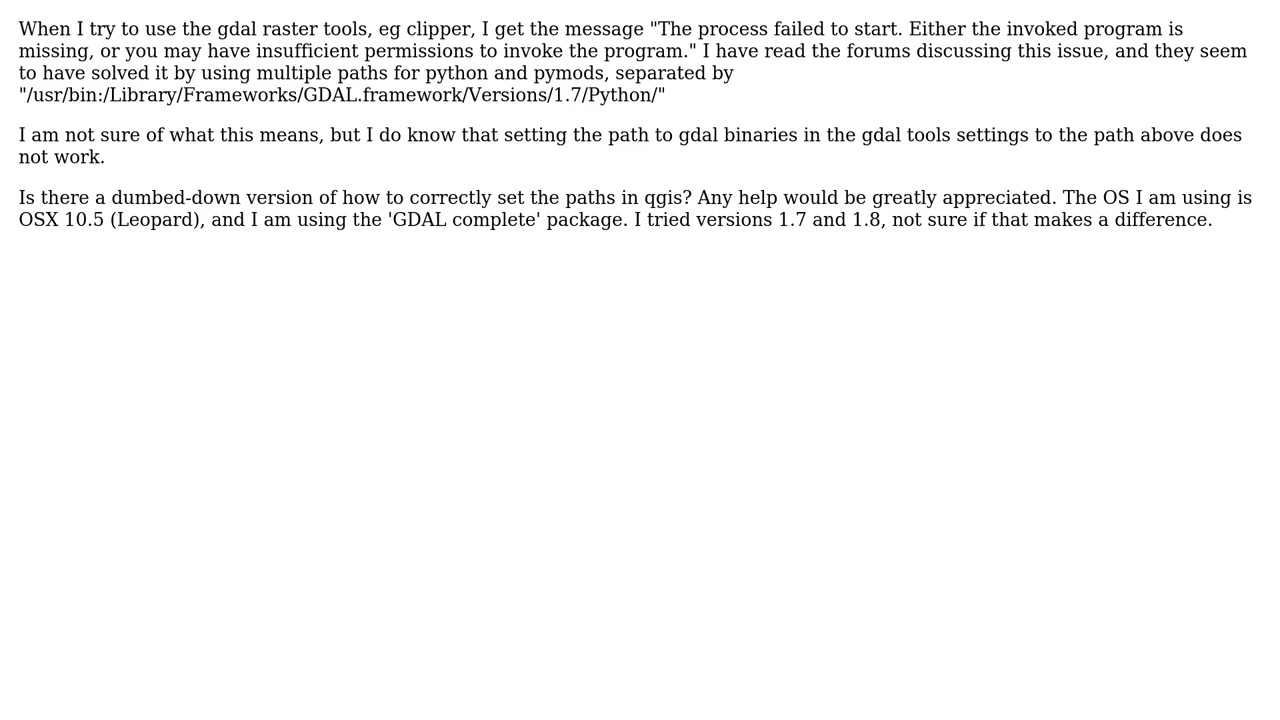 When I try to use the gdal raster tools, eg clipper, I get the message "The process failed to start. Either the invoked program is
missing, or you may have insufficient permissions to invoke the program." I have read the forums discussing this issue, and they seem
to have solved it by using multiple paths for python and pymods, separated by
"/usr/bin:/Library/Frameworks/GDAL.framework/Versions/1.7/Python/"
I am not sure of what this means, but I do know that setting the path to gdal binaries in the gdal tools settings to the path above does
not work.
Is there a dumbed-down version of how to correctly set the paths in qgis? Any help would be greatly appreciated. The OS I am using is
OSX 10.5 (Leopard), and I am using the 'GDAL complete' package. I tried versions 1.7 and 1.8, not sure if that makes a difference.